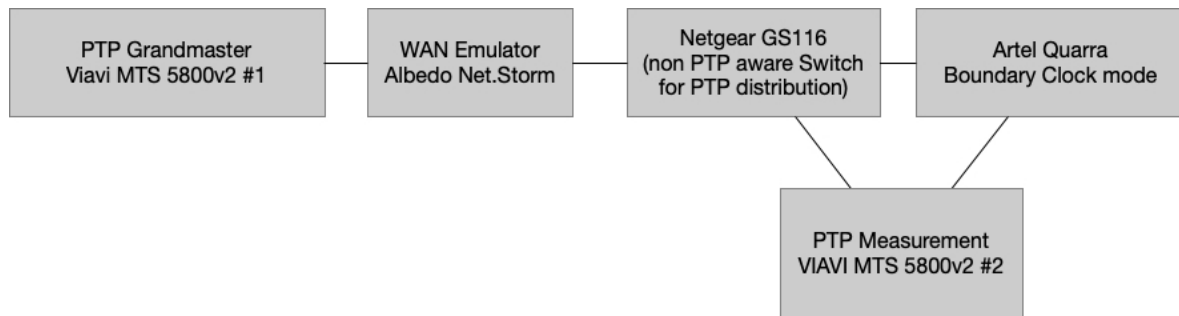 PTP Grandmaster
Viavi MTS 5800v2 #1
WAN Emulator
Albedo Net.Storm
Netgear GS116
(non PTP aware Switch
for PTP distribution)
Artel Quarra
Boundary Clock mode
PTP Measurement
VIAVI MTS 5800v2 #2